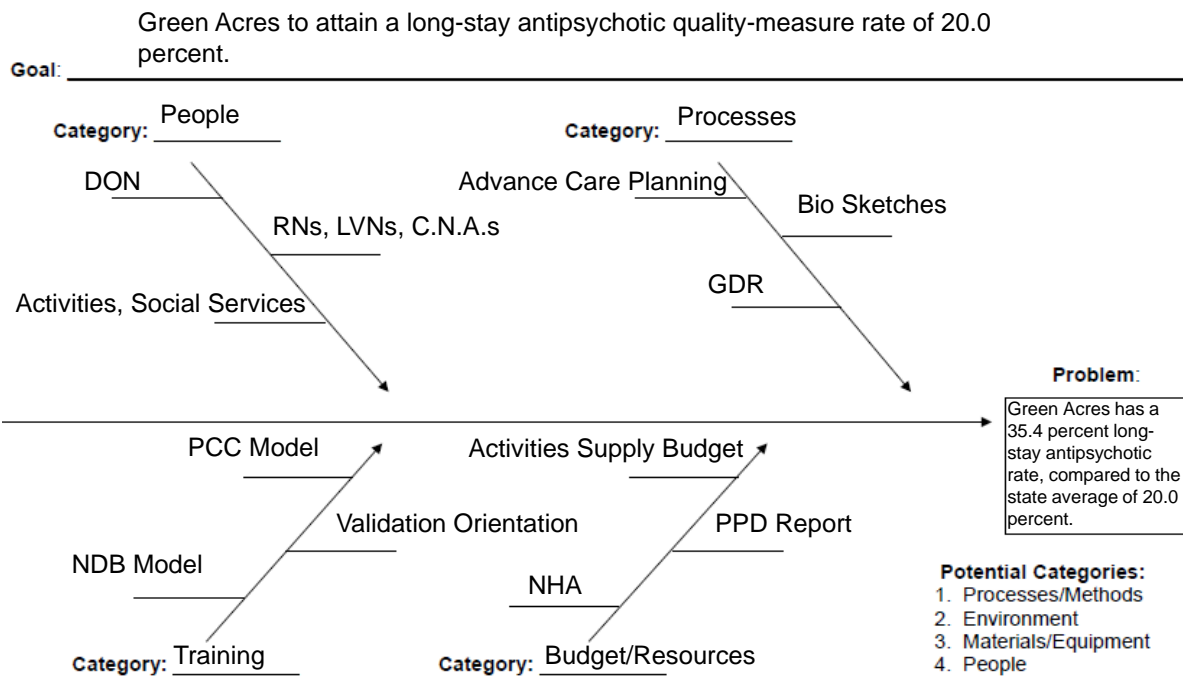 Green Acres to attain a long-stay antipsychotic quality-measure rate of 20.0
percent.
Goal:
Category: People
Category: Processes
DON
Advance Care Planning
Bio Sketches
RNs, LVNs, C.N.A.s
GDR
Activities, Social Services
Problem:
Green Acres has a
35.4 percent long-
stay antipsychotic
rate, compared to the
state average of 20.0
percent.
PCC Model
Activities Supply Budget
Validation Orientation
PPD Report
NDB Model
NHA
Category: Training
Category: Budget/Resources
Potential Categories:
1. Processes/Methods
2. Environment
3. Materials/Equipment
4. People